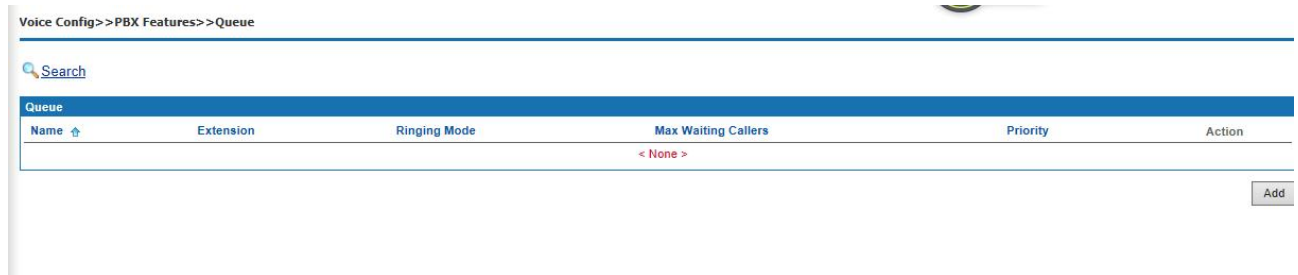 Voice Config>>PBX Features>>Queue
Search
Queue
Name Extension Ringing Mode Max Waiting Callers Priority Action
< None >
Add